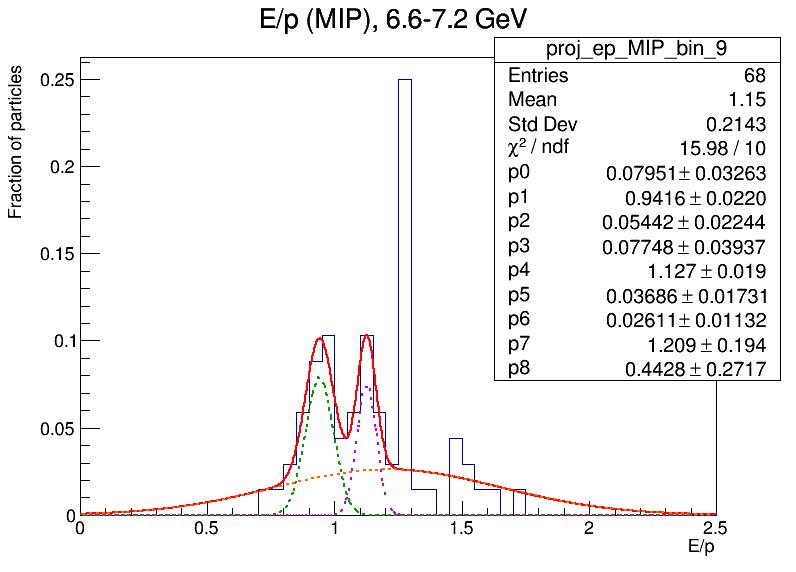 E/p (MIP), 6.6-7.2 GeV
proj_ep_MIP_bin_9
Entries 68
Mean 1.15
Std Dev 0.2143
χ² / ndf 15.98 / 10
p0 0.07951 ± 0.03263
p1 0.9416 ± 0.0220
p2 0.05442 ± 0.02244
p3 0.07748 ± 0.03937
p4 1.127 ± 0.019
p5 0.03686 ± 0.01731
p6 0.02611 ± 0.01132
p7 1.209 ± 0.194
p8 0.4428 ± 0.2717
Fraction of particles
0.25
0.2
0.15
0.1
0.05
0
0 0.5 1 1.5 2 2.5
E/p